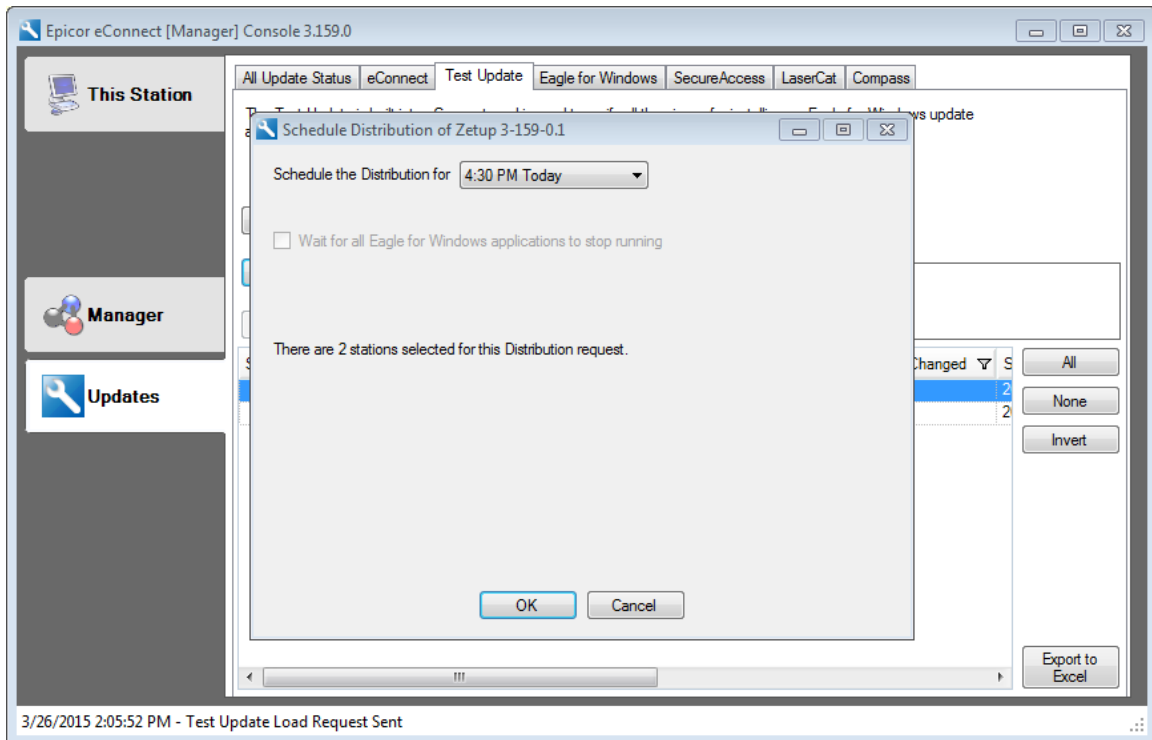 Epicor eConnect [Manager] Console 3.159.0
This Station
Manager
Updates
All Update Status
eConnect
Test Update
Eagle for Windows
SecureAccess
LaserCat
Compass
ws update
Schedule Distribution of Zetup 3-159-0.1
Schedule the Distribution for
4:30 PM Today
Wait for all Eagle for Windows applications to stop running
There are 2 stations selected for this Distribution request.
OK
Cancel
Changed
S
2
2
All
None
Invert
Export to
Excel
3/26/2015 2:05:52 PM - Test Update Load Request Sent